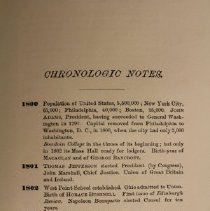 CHRONOLOGIC NOTES.
1800 Population of United States, 5,308,000; New York City,
60,000; Philadelphia, 40,000; Boston, 25,000. JOHN
ADAMS, President, having succeeded to General Wash-
ington in 1797. Capital removed from Philadelphia to
Washington, D. C., in 1800, when the city had only 3,000
inhabitants.
Bowdoin College in the throes of its beginning; but only
in 1802 its Mass Hall ready for lodgers. Birth-year of
MACAULAY and of GEORGE BANCROFT.
1801 THOMAS JEFFERSON elected President (by Congress),
John Marshall, Chief Justice. Union of Great Britain
and Ireland.
1802 West Point School established. Ohio admitted to Union.
Birth of HORACE BUSHNELL. First issue of Edinburgh
Review. Napoleon Bonaparte elected Consul for ten
years.